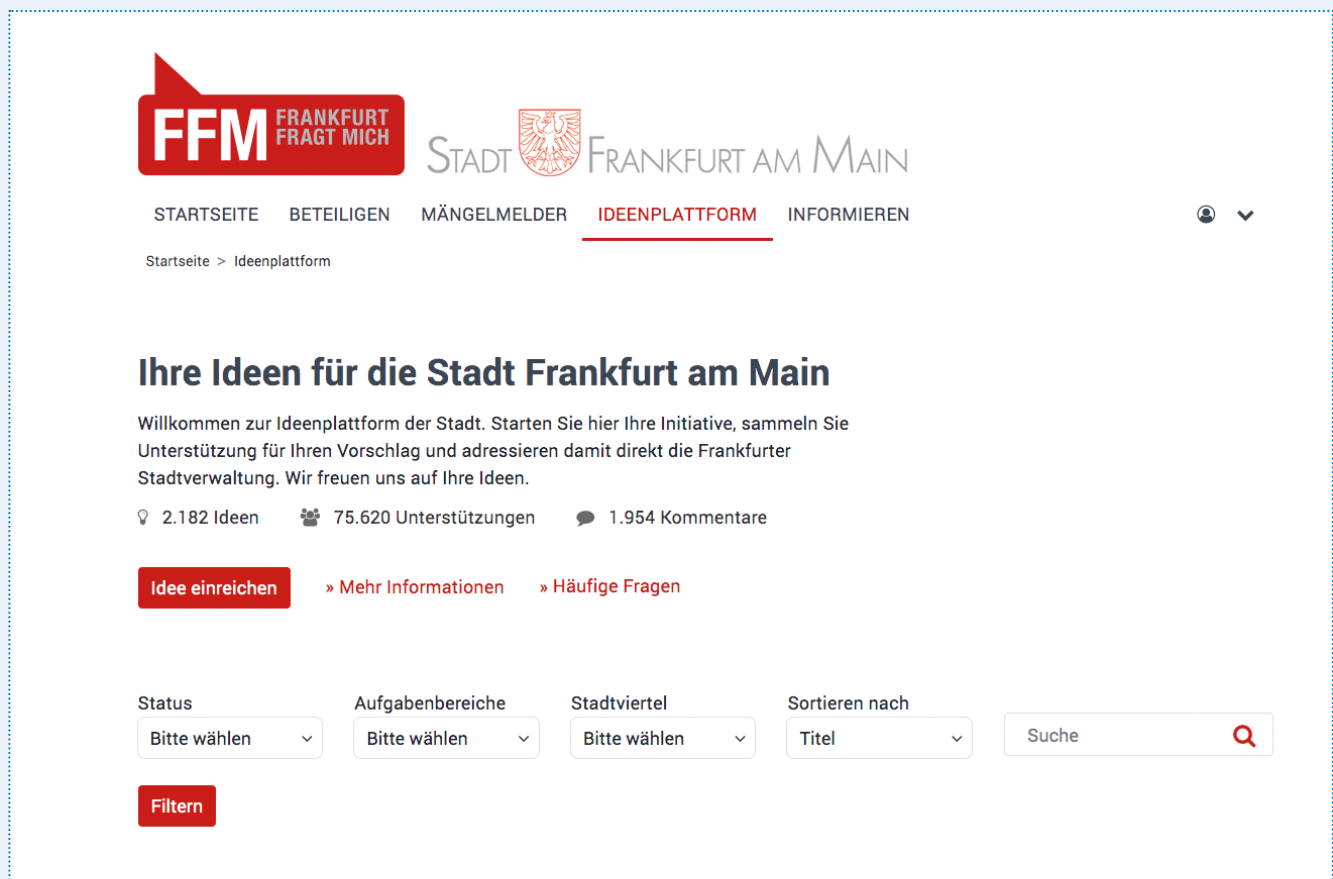 FFM FRANKFURT
FRAGT MICH
STADT FRANKFURT AM MAIN
STARTSEITE BETEILIGEN MÄNGELMELDER IDEENPLATTFORM INFORMIEREN
Startseite > Ideenplattform
Ihre Ideen für die Stadt Frankfurt am Main
Willkommen zur Ideenplattform der Stadt. Starten Sie hier Ihre Initiative, sammeln Sie
Unterstützung für Ihren Vorschlag und adressieren damit direkt die Frankfurter
Stadtverwaltung. Wir freuen uns auf Ihre Ideen.
2.182 Ideen 75.620 Unterstützungen 1.954 Kommentare
Idee einreichen » Mehr Informationen » Häufige Fragen
Status Aufgabenbereiche Stadtviertel Sortieren nach
Bitte wählen Bitte wählen Bitte wählen Titel Suche
Filtern